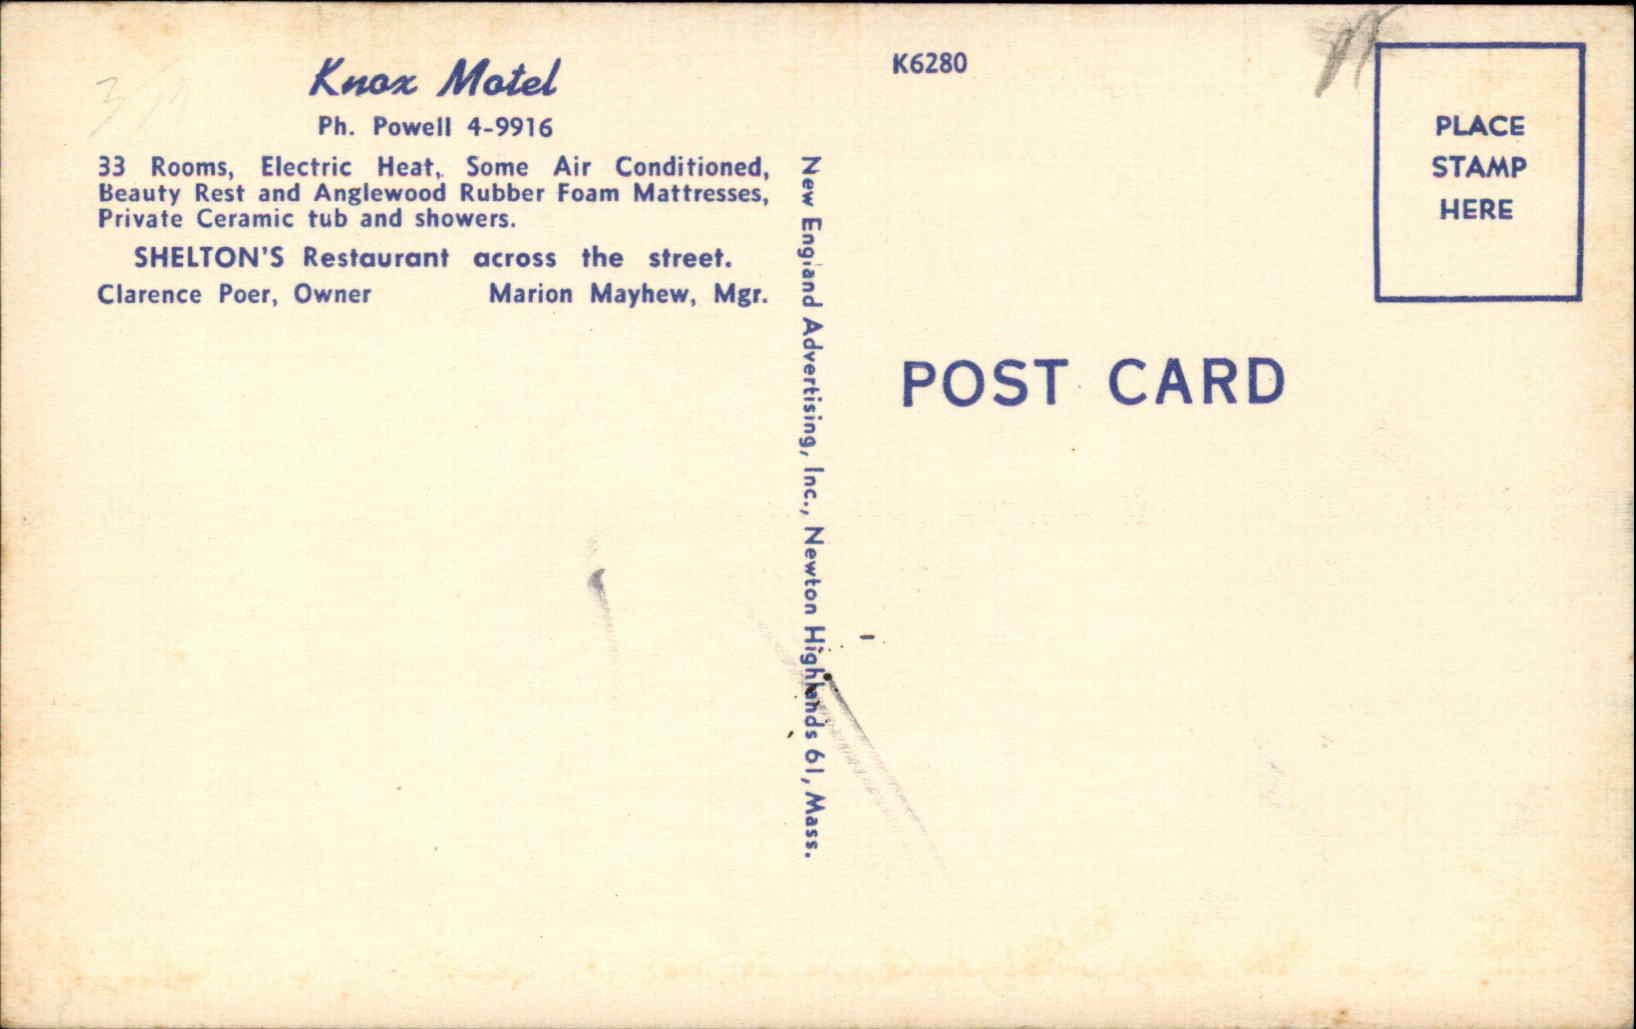 Knox Motel
Ph. Powell 4-9916
33 Rooms, Electric Heat, Some Air Conditioned,
Beauty Rest and Anglewood Rubber Foam Mattresses,
Private Ceramic tub and showers.
SHELTON'S Restaurant across the street.
Clarence Poer, Owner Marion Mayhew, Mgr.
New England Advertising, Inc., Newton Highlands 61, Mass.
K6280
PLACE
STAMP
HERE
POST CARD